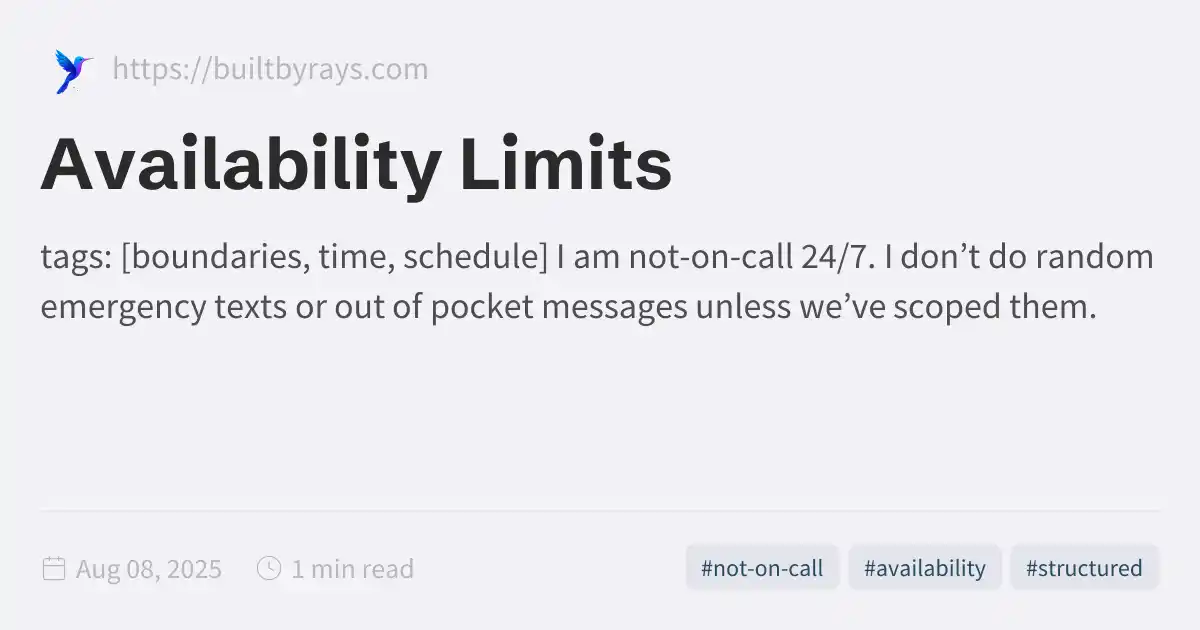 https://builtbyrays.com
Availability Limits
tags: [boundaries, time, schedule] I am not-on-call 24/7. I don’t do random
emergency texts or out of pocket messages unless we’ve scoped them.
Aug 08, 2025 1 min read #not-on-call #availability #structured